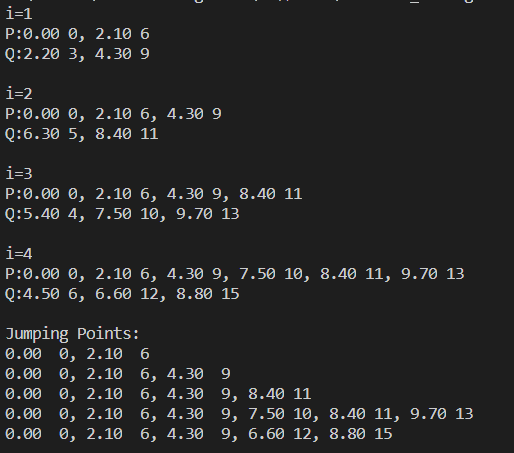 i=1
P:0.00 0, 2.10 6
Q:2.20 3, 4.30 9
i=2
P:0.00 0, 2.10 6, 4.30 9
Q:6.30 5, 8.40 11
i=3
P:0.00 0, 2.10 6, 4.30 9, 8.40 11
Q:5.40 4, 7.50 10, 9.70 13
i=4
P:0.00 0, 2.10 6, 4.30 9, 7.50 10, 8.40 11, 9.70 13
Q:4.50 6, 6.60 12, 8.80 15
Jumping Points:
0.00  0, 2.10  6
0.00  0, 2.10  6, 4.30  9
0.00  0, 2.10  6, 4.30  9, 8.40 11
0.00  0, 2.10  6, 4.30  9, 7.50 10, 8.40 11, 9.70 13
0.00  0, 2.10  6, 4.30  9, 6.60 12, 8.80 15